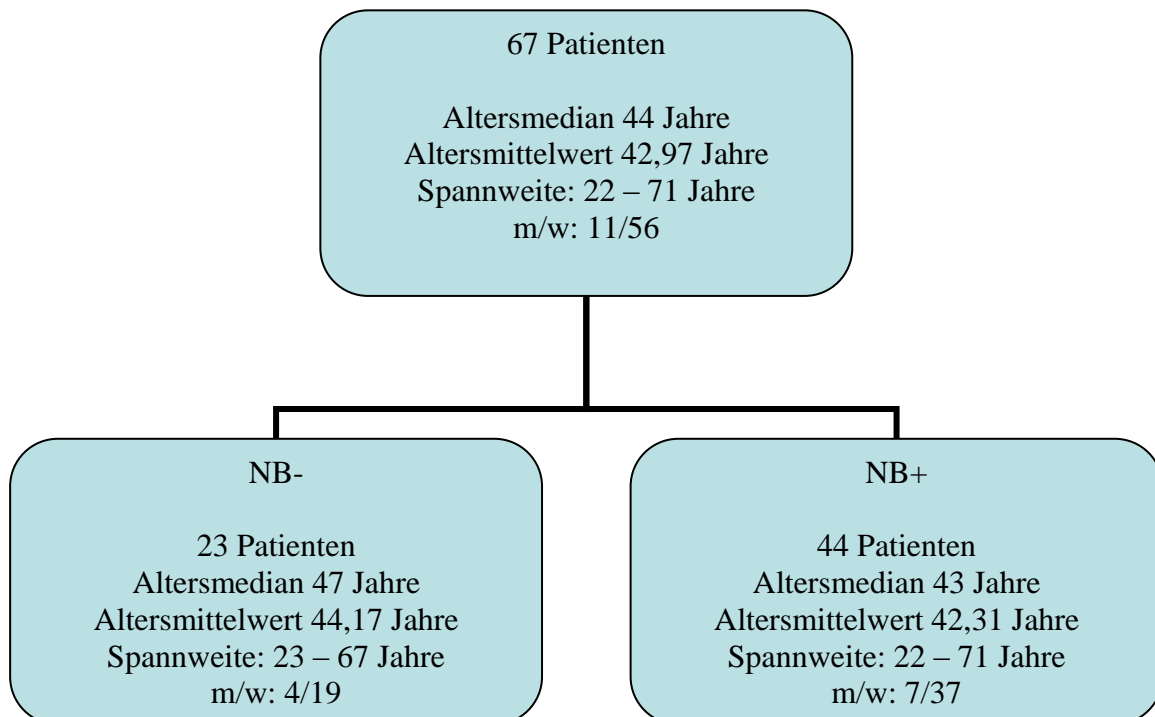 67 Patienten
Altersmedian 44 Jahre
Altersmittelwert 42,97 Jahre
Spannweite: 22 – 71 Jahre
m/w: 11/56
NB-
23 Patienten
Altersmedian 47 Jahre
Altersmittelwert 44,17 Jahre
Spannweite: 23 – 67 Jahre
m/w: 4/19
NB+
44 Patienten
Altersmedian 43 Jahre
Altersmittelwert 42,31 Jahre
Spannweite: 22 – 71 Jahre
m/w: 7/37